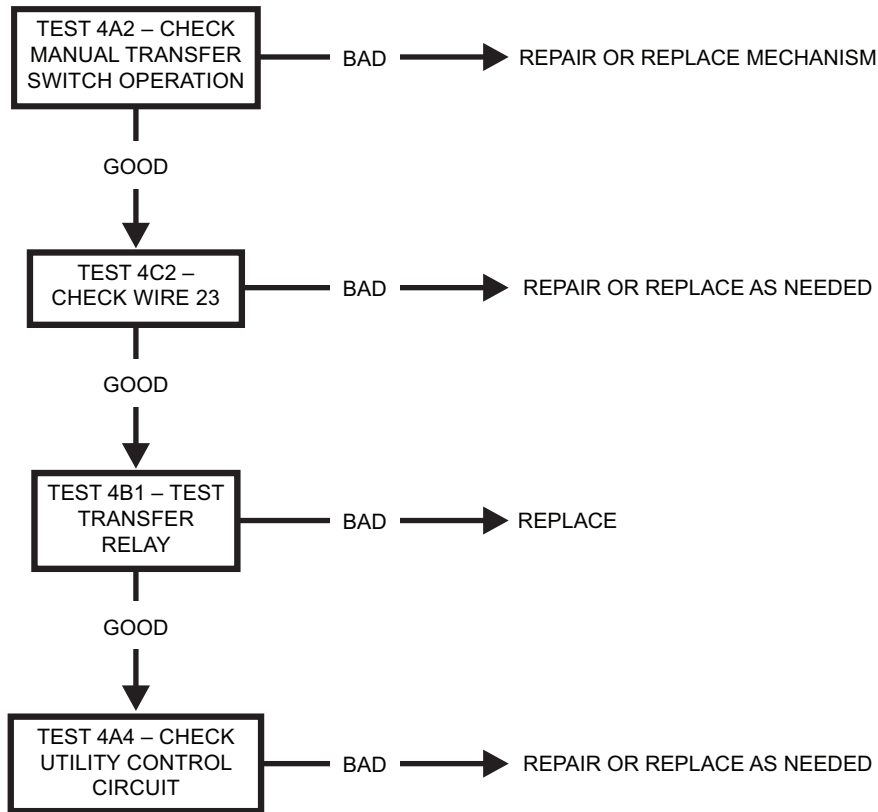 TEST 4A2 – CHECK
MANUAL TRANSFER
SWITCH OPERATION
BAD
REPAIR OR REPLACE MECHANISM
GOOD
TEST 4C2 –
CHECK WIRE 23
BAD
REPAIR OR REPLACE AS NEEDED
GOOD
TEST 4B1 – TEST
TRANSFER
RELAY
BAD
REPLACE
GOOD
TEST 4A4 – CHECK
UTILITY CONTROL
CIRCUIT
BAD
REPAIR OR REPLACE AS NEEDED